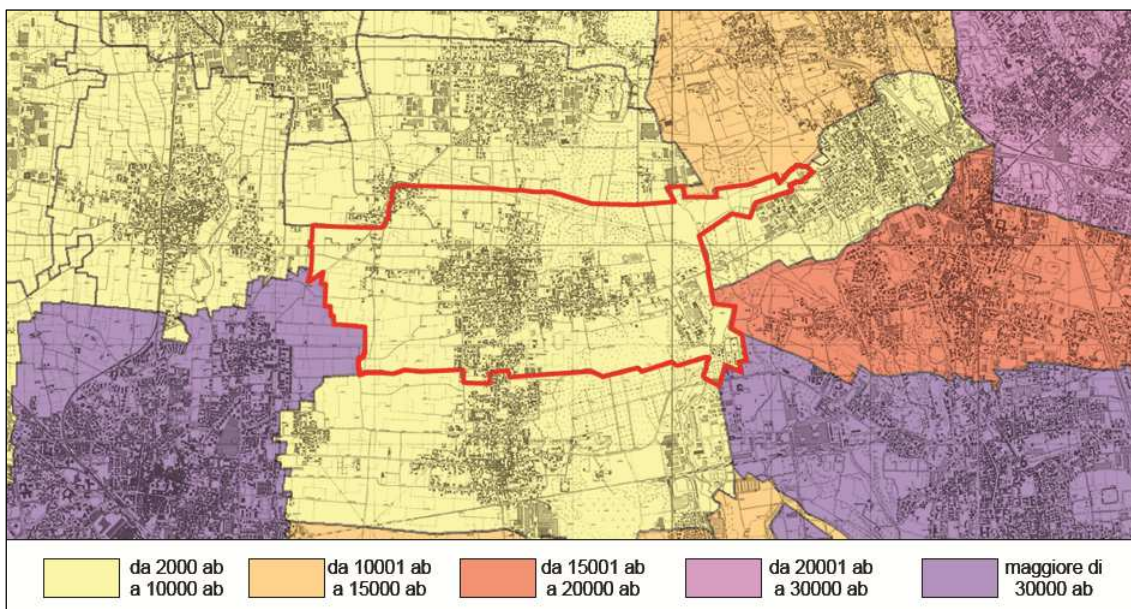 da 2000 ab
a 10000 ab
da 10001 ab
a 15000 ab
da 15001 ab
a 20000 ab
da 20001 ab
a 30000 ab
maggiore di
30000 ab